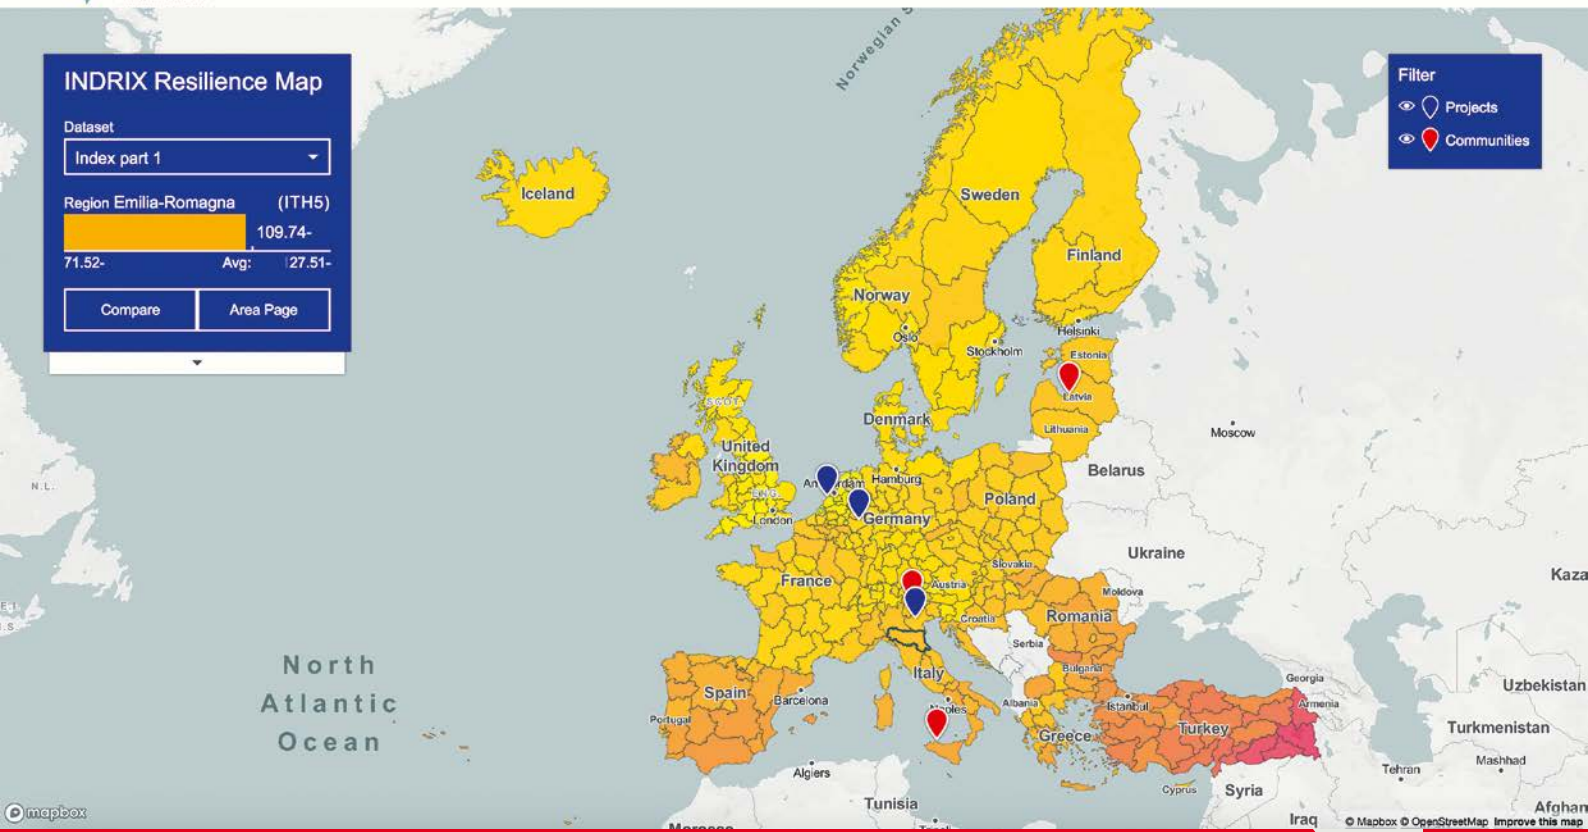 INDRIX Resilience Map
Dataset
Index part 1
Region Emilia-Romagna (ITH5)
109.74-
71.52- Avg: 27.51-
Compare Area Page
Filter
Projects
Communities
Norwegian S
Iceland
Sweden
Finland
Norway
Helsinki
Oslo
Stockholm
Estonia
Latvia
SCOT.
Denmark
Lithuania
Moscow
United
Kingdom
Belarus
Hamburg
N.L.
ENG.
Poland
London
Germany
Ukraine
Slovakia
France
Austria
Kaza
Moldova
Croatia
Romania
Serbia
North
Atlantic
Ocean
Italy
Bulgaria
Georgia
Uzbekistan
Spain
Barcelona
Naples
Albania
Istanbul
Armenia
Portugal
Turkey
Turkmenistan
Greece
Mashhad
Algiers
Tehran
Cyprus
Syria
Tunisia
Afghan
Iraq
mapbox
© Mapbox © OpenStreetMap Improve this map